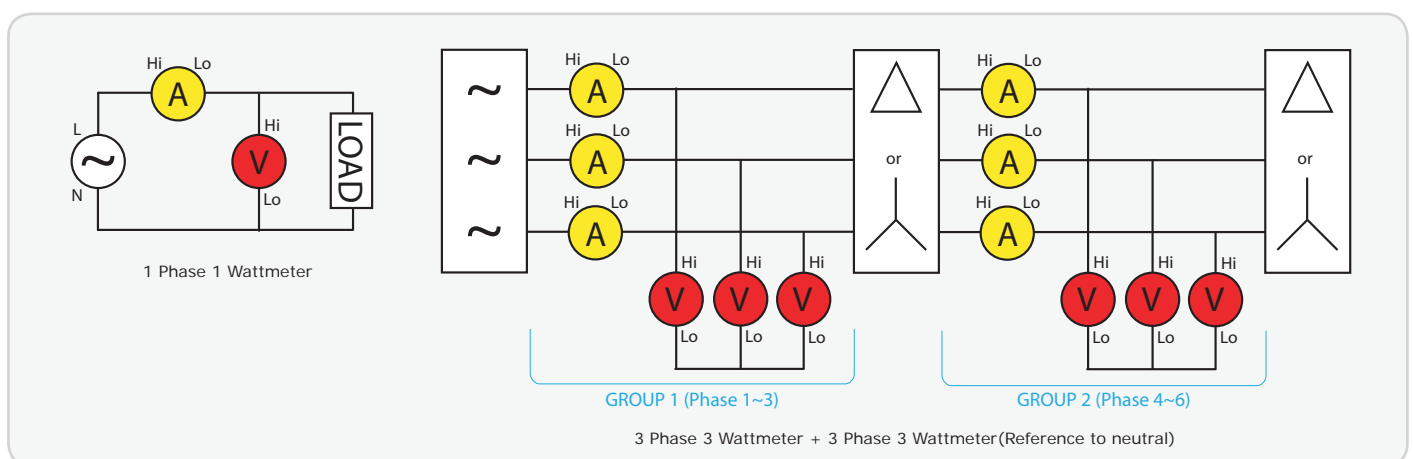 Hi Lo
A
L
Hi
V
N
Lo
LOAD
1 Phase 1 Wattmeter
Hi Lo
A
Hi Lo
A
or
Hi Lo
A
Hi Hi Hi
V V V
Lo Lo Lo
GROUP 1 (Phase 1~3)
Hi Lo
A
Hi Lo
A
or
Hi Lo
A
Hi Hi Hi
V V V
Lo Lo Lo
GROUP 2 (Phase 4~6)
3 Phase 3 Wattmeter + 3 Phase 3 Wattmeter(Reference to neutral)